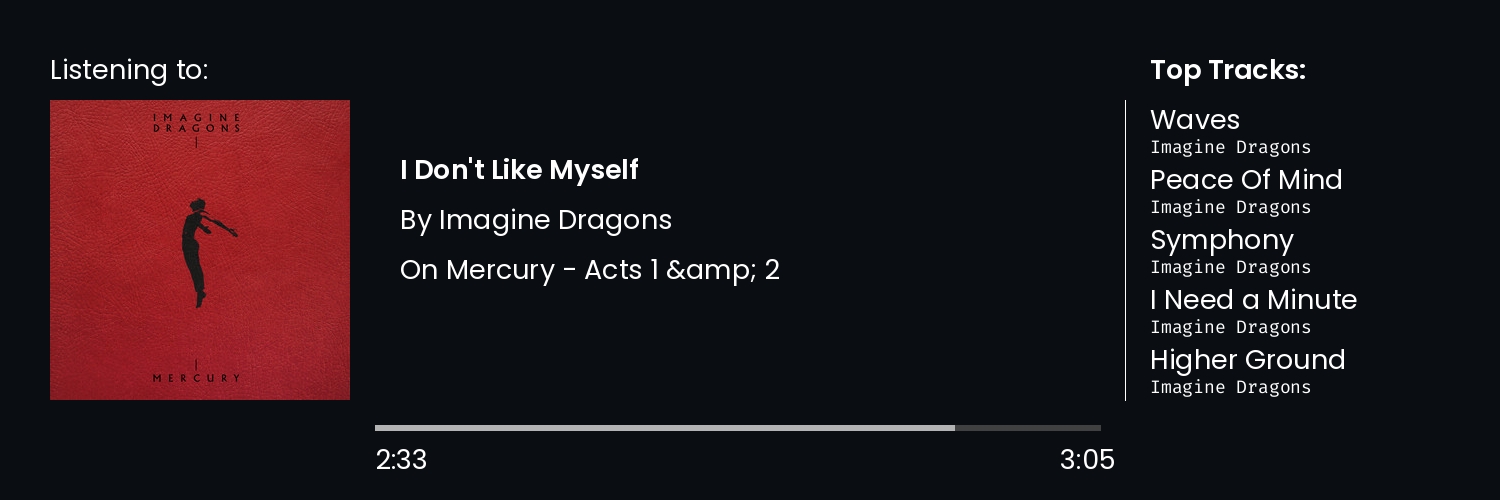 Listening to:
IMAGINE
DRAGONS
MERCURY
I Don't Like Myself
By Imagine Dragons
On Mercury - Acts 1 &amp; 2
2:33
3:05
Top Tracks:
Waves
Imagine Dragons
Peace Of Mind
Imagine Dragons
Symphony
Imagine Dragons
I Need a Minute
Imagine Dragons
Higher Ground
Imagine Dragons